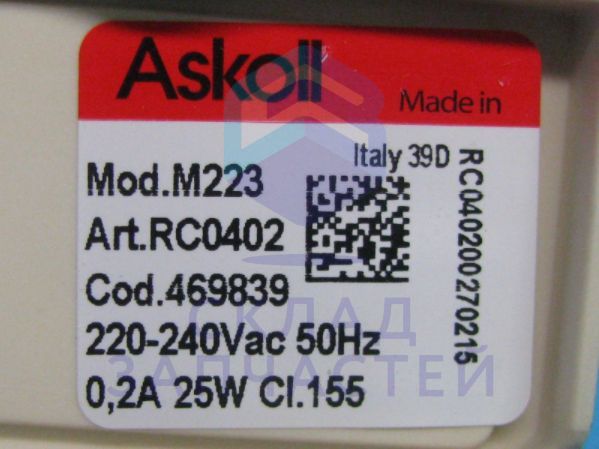 Askoll
Made in
Italy 39D
Mod.M223
Art.RC0402
Cod.469839
220-240Vac 50Hz
0,2A 25W Cl.155
RC040200270215
СКЛАД
ЗАПЧАСТЕЙ